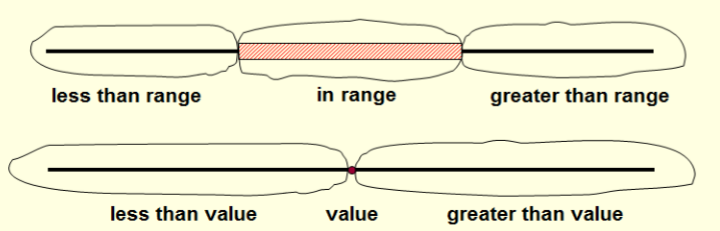 less than range in range greater than range
less than value value greater than value